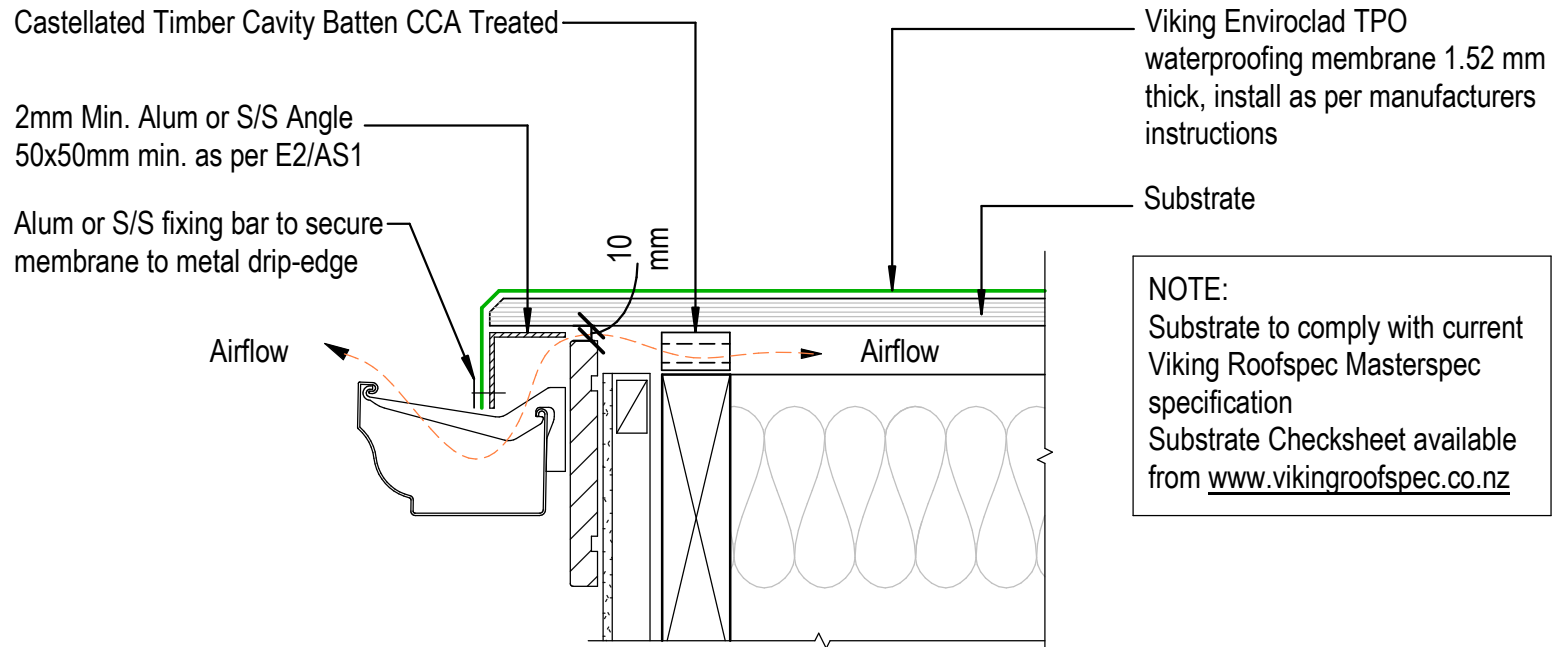 Castellated Timber Cavity Batten CCA Treated
2mm Min. Alum or S/S Angle
50x50mm min. as per E2/AS1
Alum or S/S fixing bar to secure
membrane to metal drip-edge
10
mm
Airflow
Airflow
Viking Enviroclad TPO
waterproofing membrane 1.52 mm
thick, install as per manufacturers
instructions
Substrate
NOTE:
Substrate to comply with current
Viking Roofspec Masterspec
specification
Substrate Checksheet available
from www.vikingroofspec.co.nz